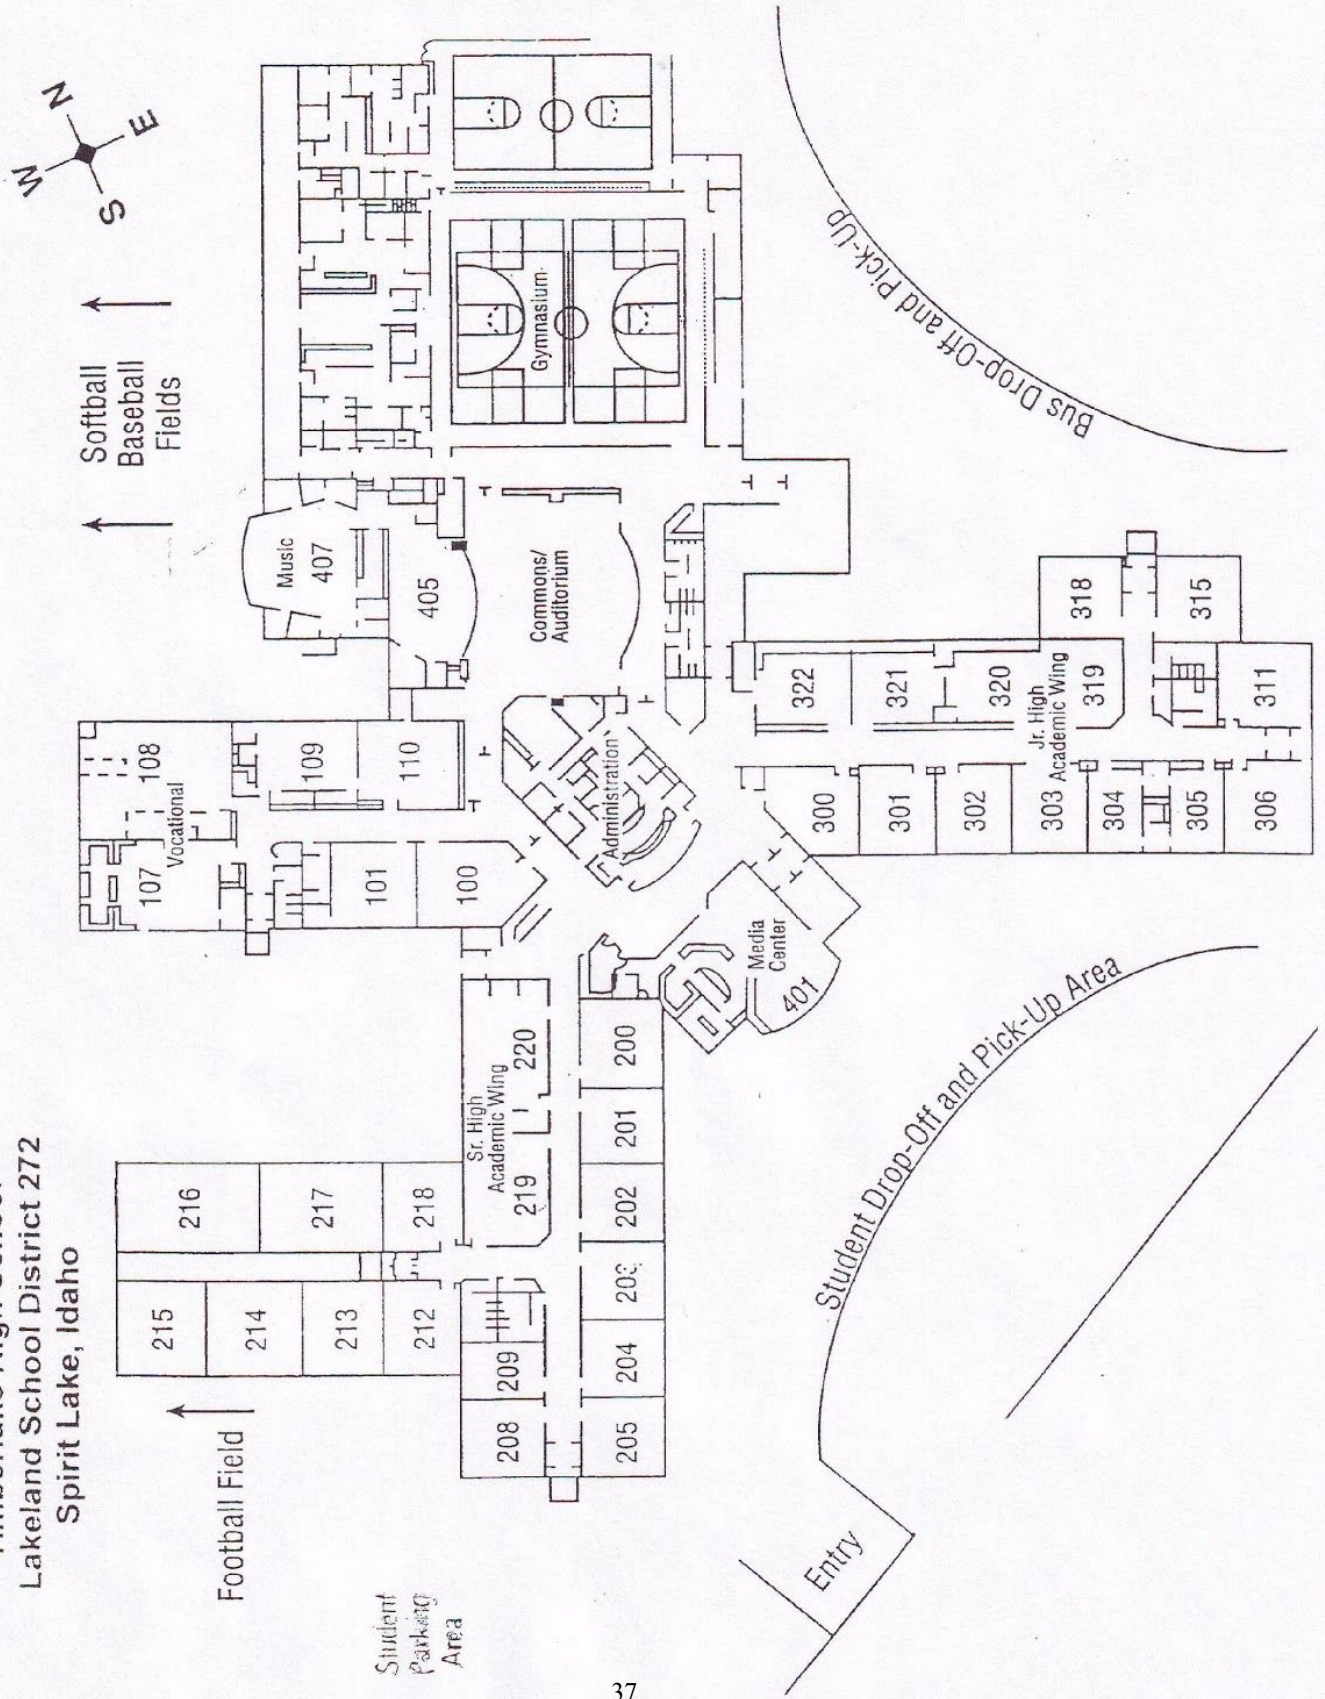 Lakeland School District 272
Spirit Lake, Idaho
N
E
S
W
Softball
Baseball
Fields
Football Field
Student
Parking
Area
215
214
213
212
216
217
218
208
209
219
220
Sr. High
Academic Wing
205
204
203
202
201
200
107
108
Vocational
101
109
100
110
Music
407
405
Commons/
Auditorium
Gymnasium
Administration
Media
Center
401
300
301
302
303
304
305
306
322
321
320
319
Jr. High
Academic Wing
318
315
311
Bus Drop-Off and Pick-Up
Student Drop-Off and Pick-Up Area
Entry
37